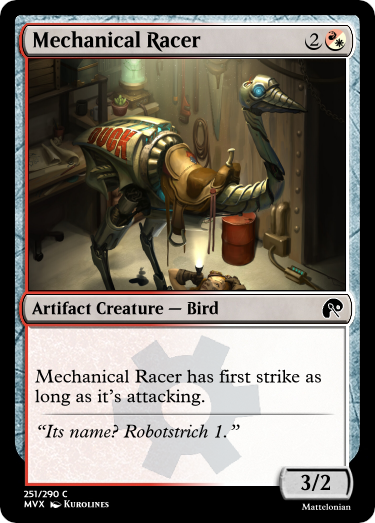 Mechanical Racer 2
DUCK
Artifact Creature — Bird
Mechanical Racer has first strike as
long as it's attacking.
“Its name? Robotstrich 1.”
3/2
251/290 C
MVX Kurolines
Mattelonian